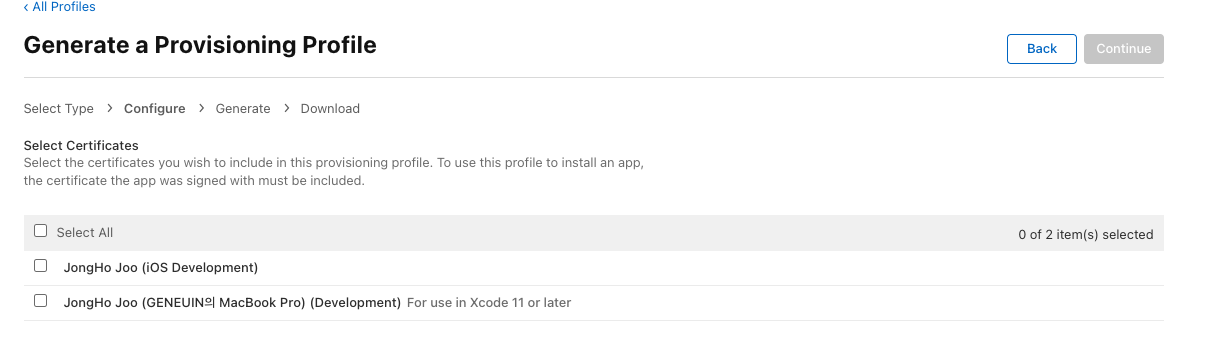 ‹ All Profiles
Generate a Provisioning Profile
Back
Continue
Select Type > Configure > Generate > Download
Select Certificates
Select the certificates you wish to include in this provisioning profile. To use this profile to install an app,
the certificate the app was signed with must be included.
Select All
0 of 2 item(s) selected
JongHo Joo (iOS Development)
JongHo Joo (GENEUIN의 MacBook Pro) (Development) For use in Xcode 11 or later